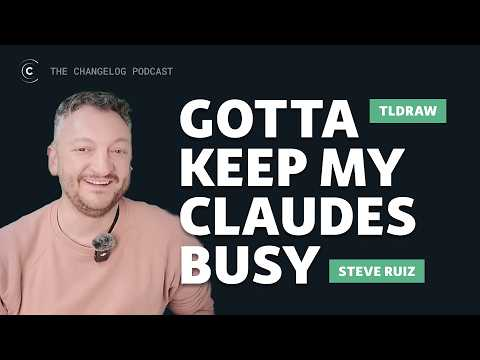 C THE CHANGELOG PODCAST
GOTTA TLDRAW
KEEP MY
CLAUDES
BUSY STEVE RUIZ